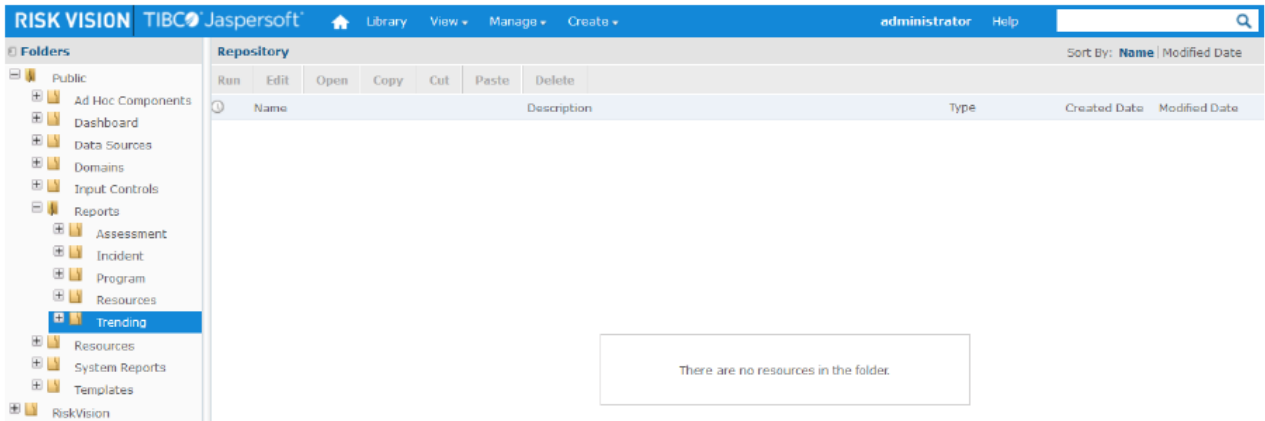 RISK VISION TIBCO Jaspersoft® Library View Manage Create administrator Help
Folders
Public
Ad Hoc Components
Dashboard
Data Sources
Domains
Input Controls
Reports
Assessment
Incident
Program
Resources
Trending
Resources
System Reports
Templates
RiskVision
Repository Sort By: Name | Modified Date
Run Edit Open Copy Cut Paste Delete
Name Description Type Created Date Modified Date
There are no resources in the folder.